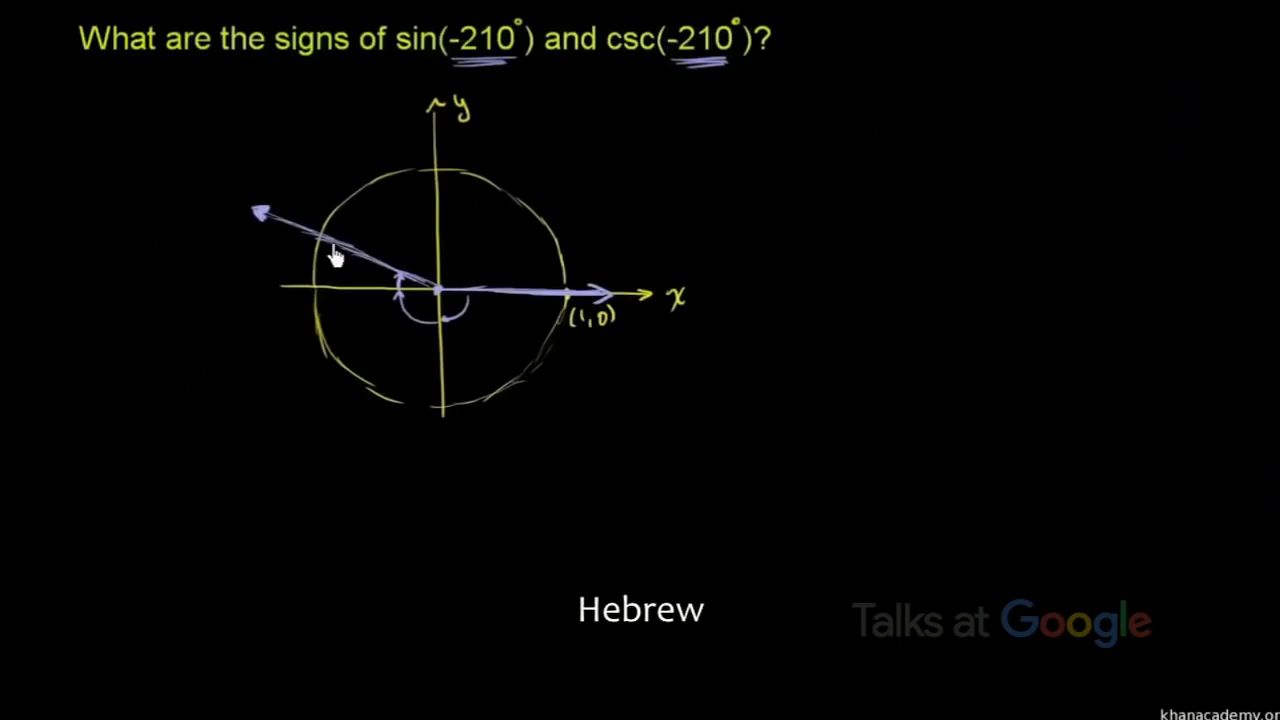 What are the signs of sin(-210°) and csc(-210°)?
y
x
(1,0)
Hebrew
Talks at Google
khanacademy.or